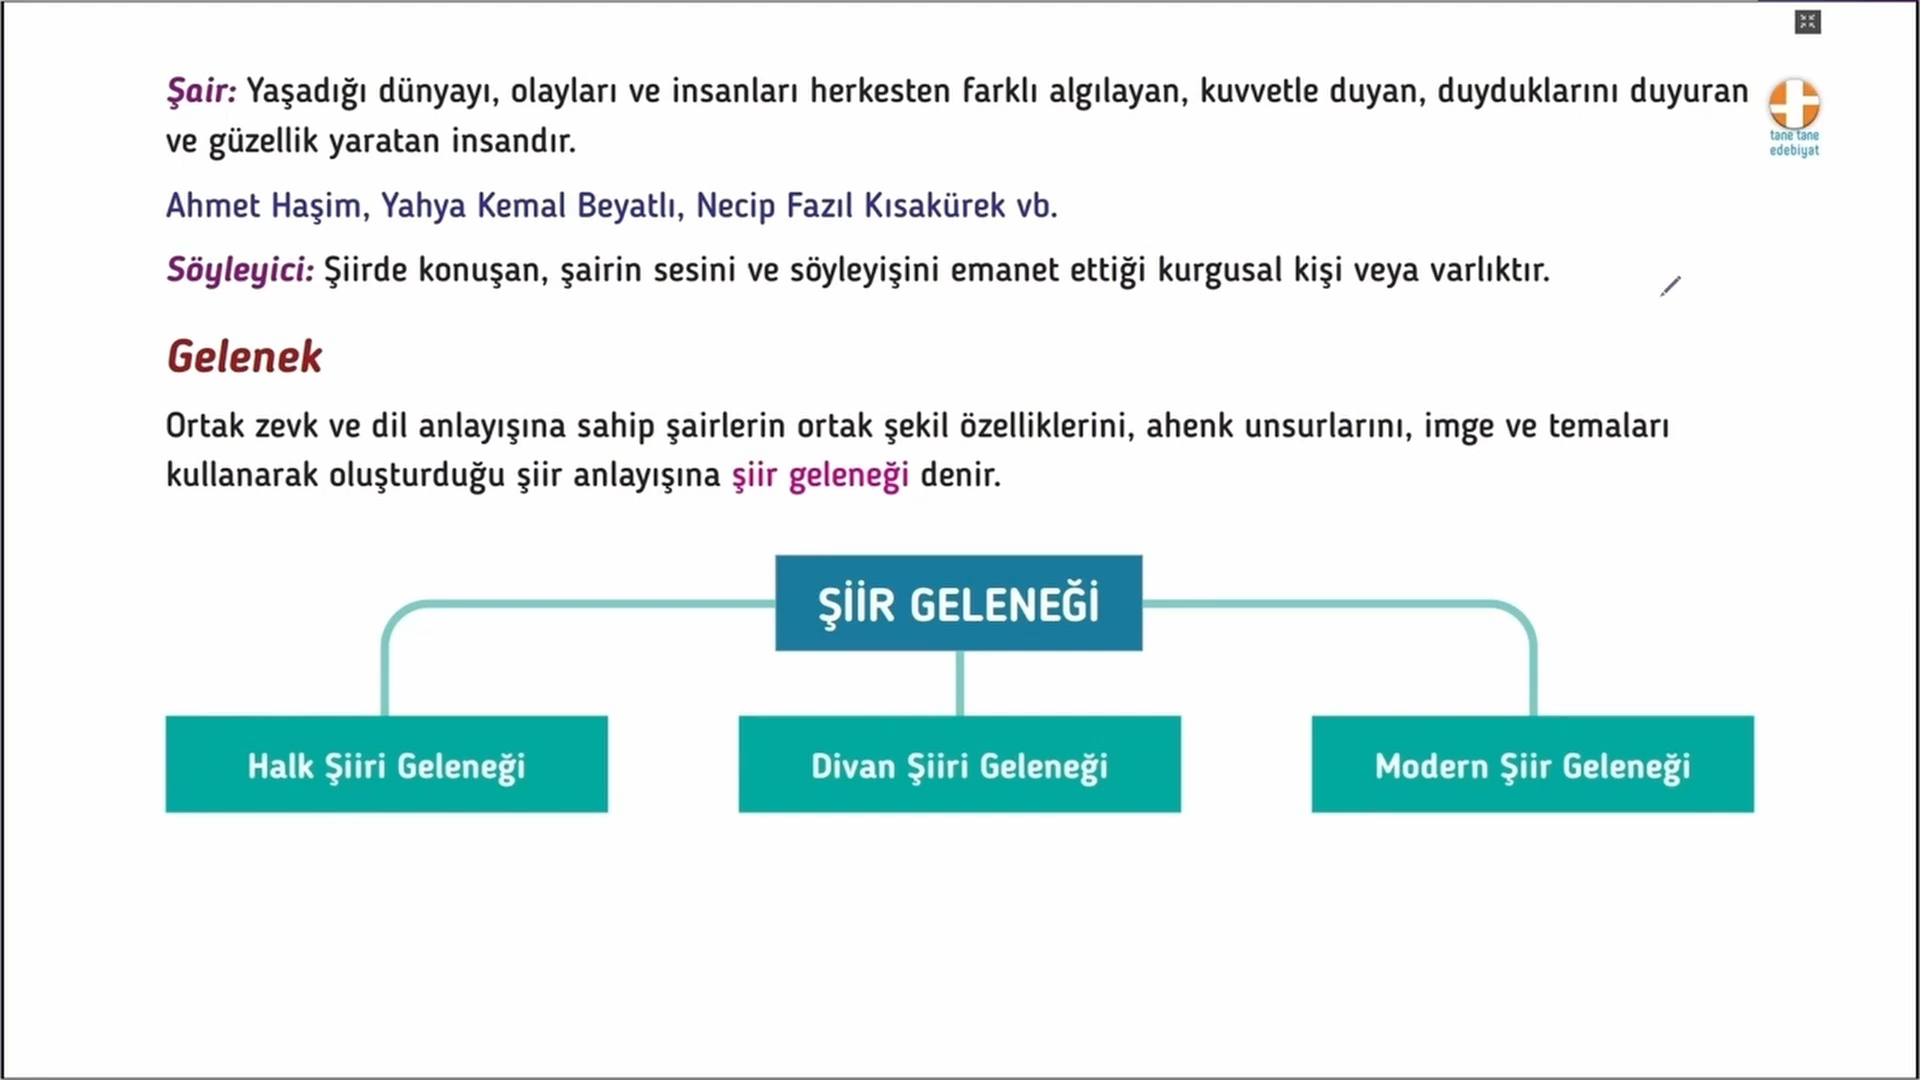 Şair: Yaşadığı dünyayı, olayları ve insanları herkesten farklı algılayan, kuvvetle duyan, duyduklarını duyuran
ve güzellik yaratan insandır.
tane tane
edebiyat
Ahmet Haşim, Yahya Kemal Beyatlı, Necip Fazıl Kısakürek vb.
Söyleyici: Şiirde konuşan, şairin sesini ve söyleyişini emanet ettiği kurgusal kişi veya varlıktır.
Gelenek
Ortak zevk ve dil anlayışına sahip şairlerin ortak şekil özelliklerini, ahenk unsurlarını, imge ve temaları
kullanarak oluşturduğu şiir anlayışına şiir geleneği denir.
ŞİİR GELENEĞİ
Halk Şiiri Geleneği
Divan Şiiri Geleneği
Modern Şiir Geleneği